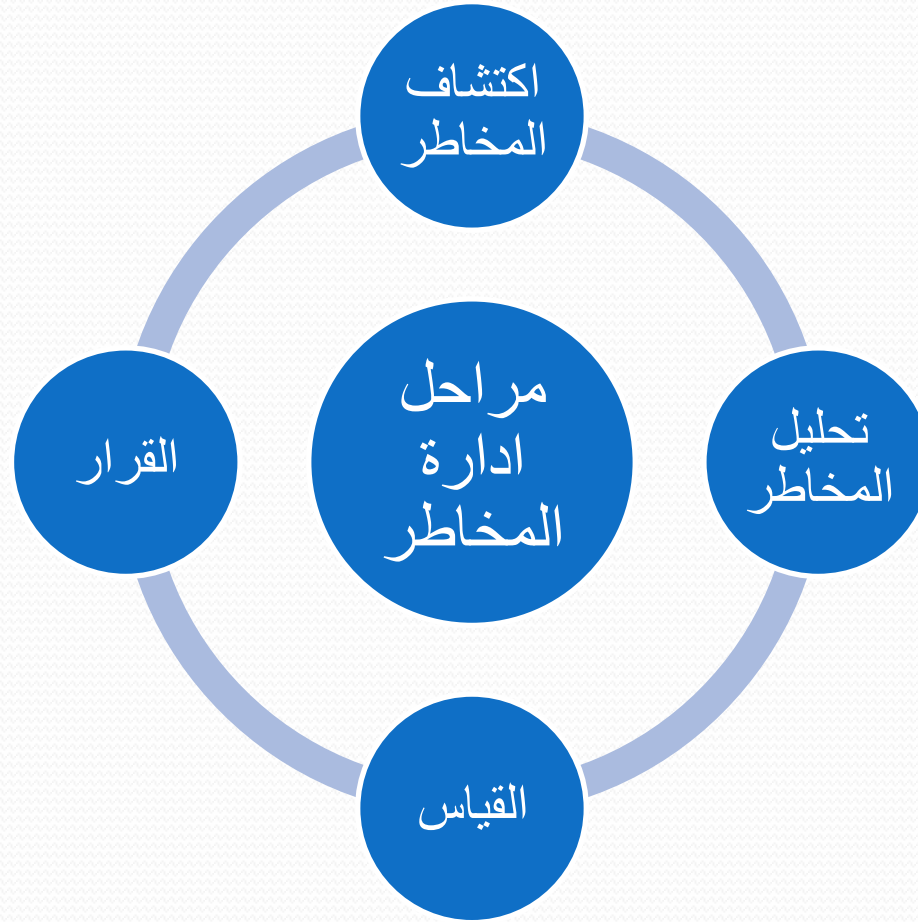 اكتشاف
المخاطر
تحليل
المخاطر
القياس
القرار
مراحل
ادارة
المخاطر